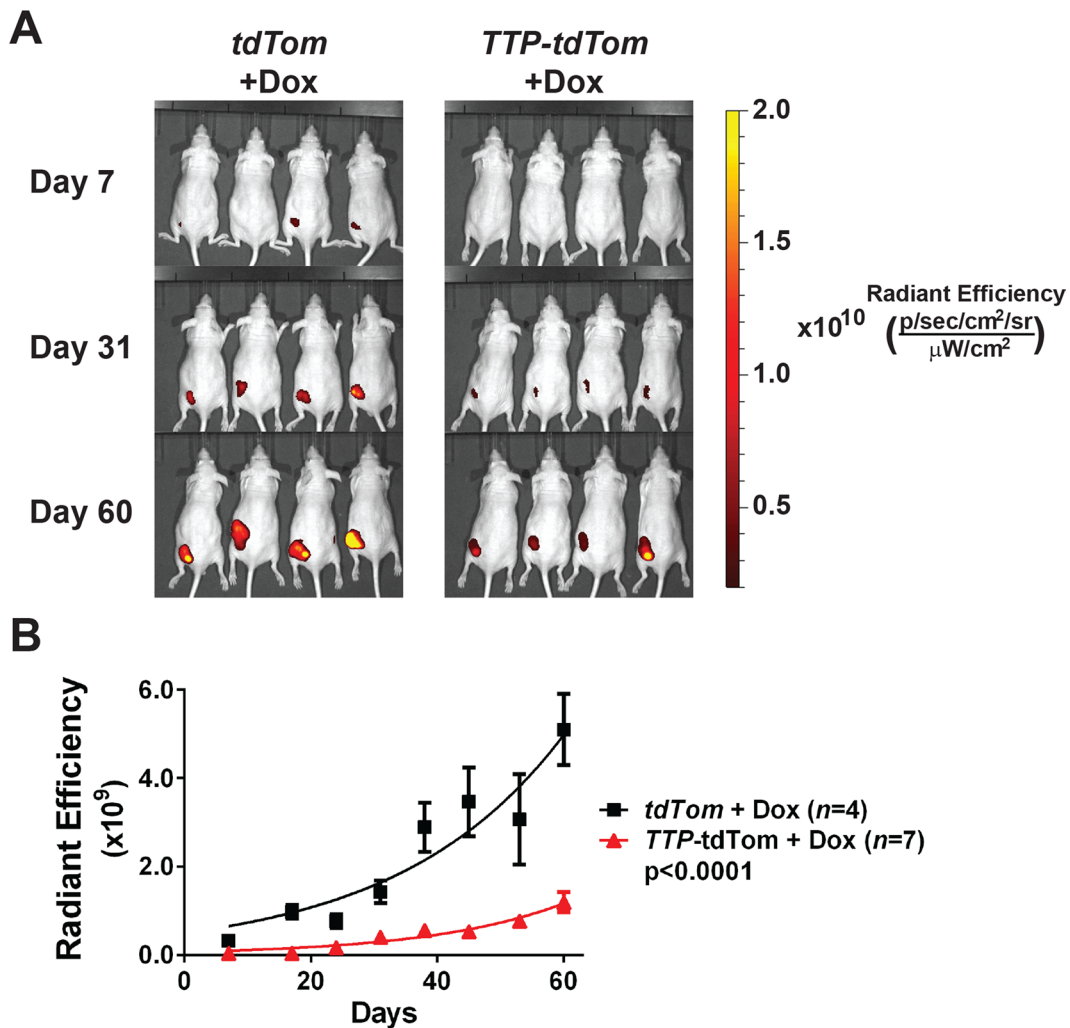 A
tdTom
+Dox
TTP-tdTom
+Dox
Day 7
Day 31
Day 60
2.0
1.5
1.0
0.5
x10^10 Radiant Efficiency
(p/sec/cm²/sr
μW/cm²)
B
Radiant Efficiency
(x10⁹)
6.0
4.0
2.0
0.0
0
20
40
60
Days
tdTom + Dox (n=4)
TTP-tdTom + Dox (n=7)
p<0.0001